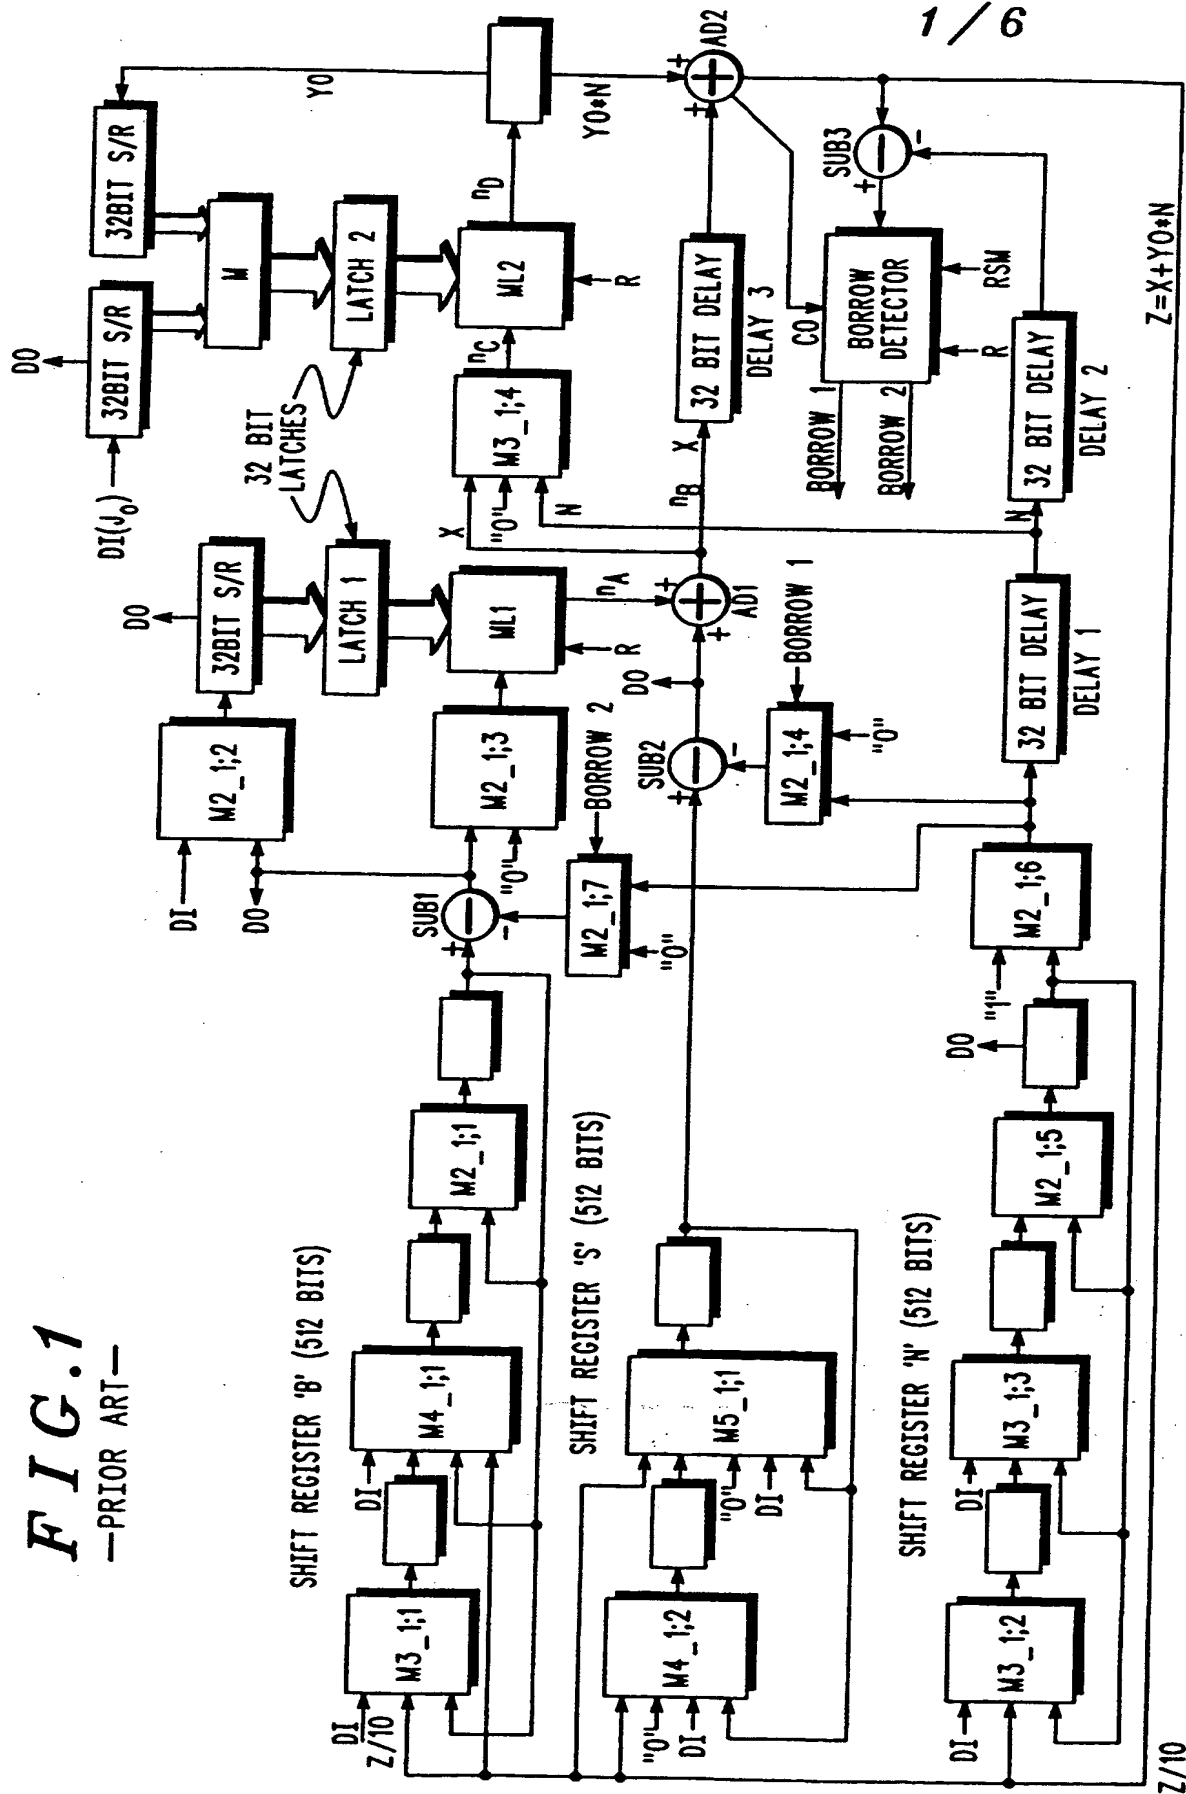 1/6
FIG.1
—PRIOR ART—
SHIFT REGISTER 'B' (512 BITS)
DI
Z/10
M3_1;1
DI
M4_1;1
M2_1;1
SUB1
+
-
DI
DO
M2_1;2
DO
32BIT S/R
LATCH 1
32 BIT
LATCHES
"0"
M2_1;3
ML1
R
nA
"0"
M2_1;7
BORROW 2
DI(J0)
DO
32BIT S/R
32BIT S/R
M
LATCH 2
X
"0"
N
M3_1;4
nC
ML2
R
nD
Y0
Y0*N
SHIFT REGISTER 'S' (512 BITS)
"0"
DI
M4_1;2
"0"
DI
M5_1;1
SUB2
+
-
DO
M2_1;4
"0"
BORROW 1
+
+
AD1
nB
X
32 BIT DELAY
DELAY 3
+
+
AD2
CO
BORROW
DETECTOR
BORROW 1
BORROW 2
R
RSM
SUB3
+
-
SHIFT REGISTER 'N' (512 BITS)
DI
M3_1;2
DI
M3_1;3
M2_1;5
DO
"1"
M2_1;6
32 BIT DELAY
DELAY 1
N
32 BIT DELAY
DELAY 2
Z/10
Z=X+Y0*N